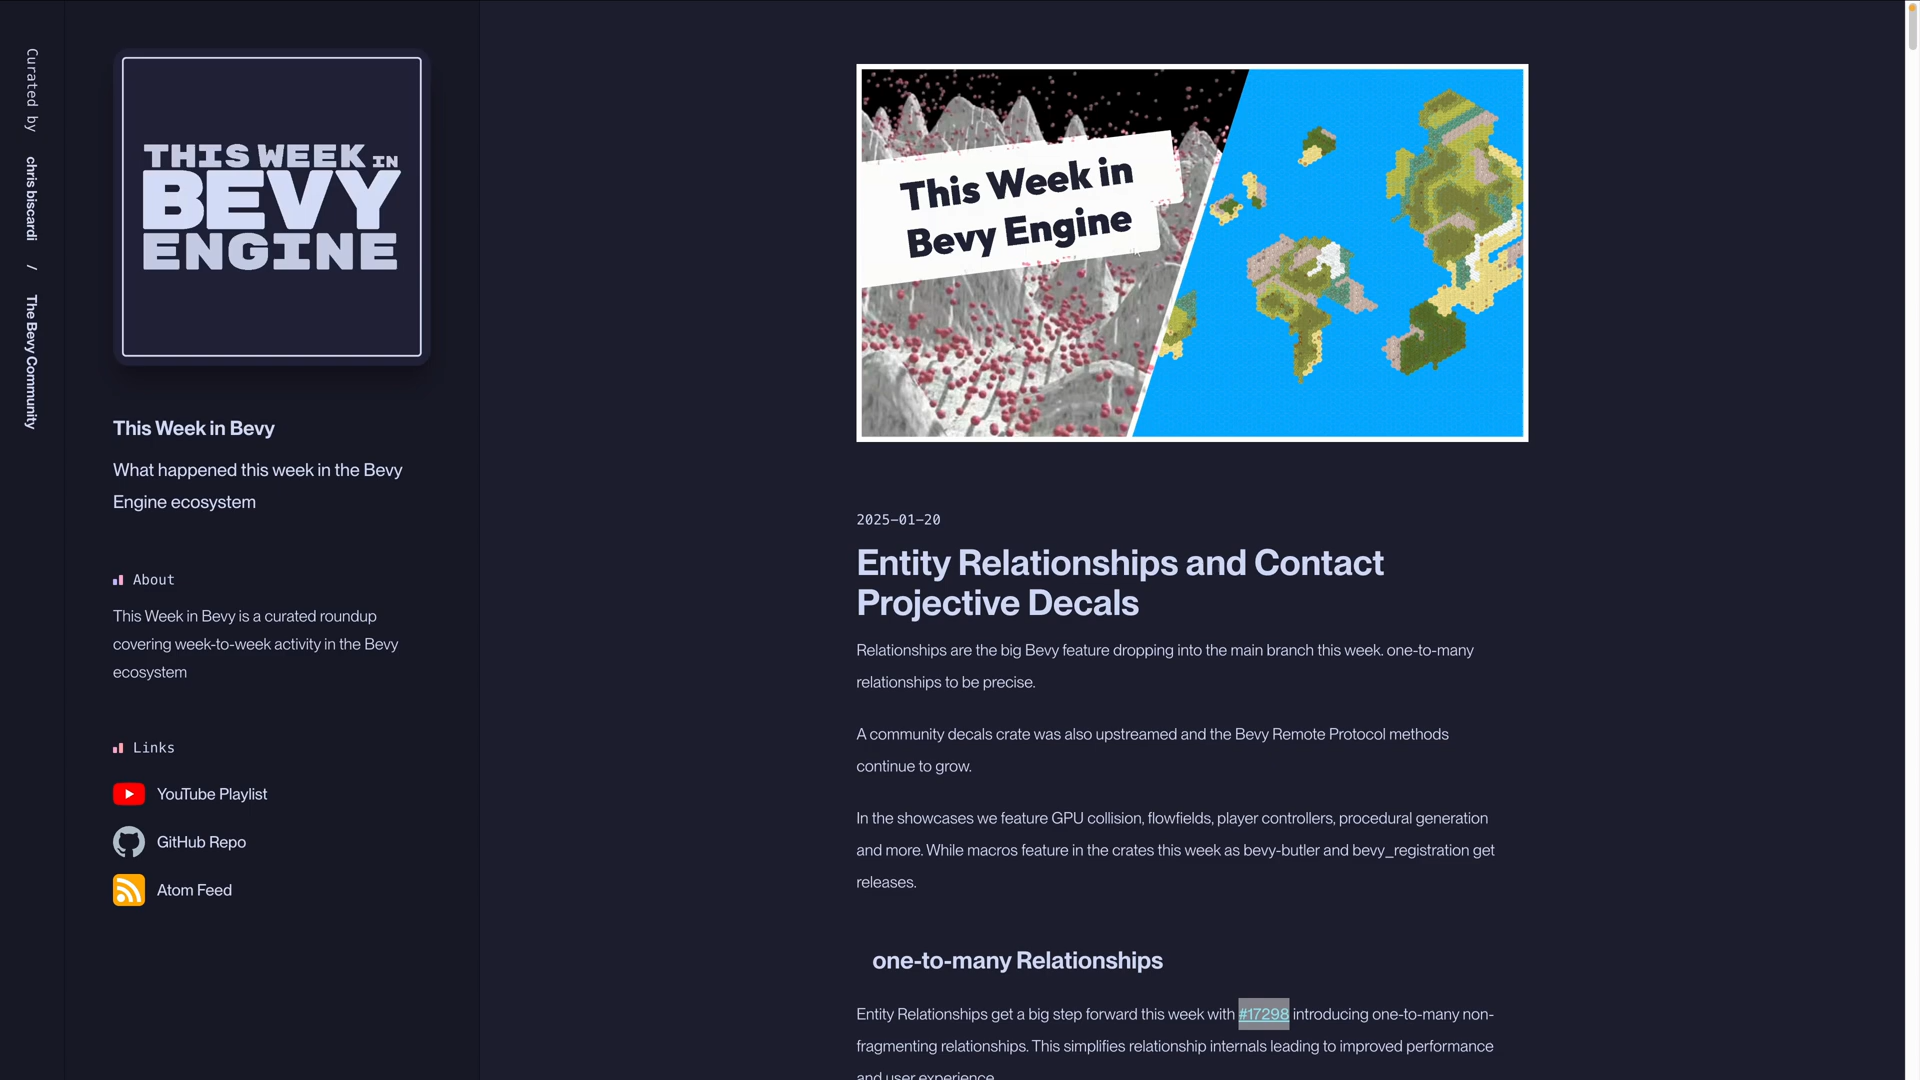 Curated by chris biscardi / The Bevy Community
THIS WEEK IN
BEVY
ENGINE
This Week in Bevy
What happened this week in the Bevy
Engine ecosystem
About
This Week in Bevy is a curated roundup
covering week-to-week activity in the Bevy
ecosystem
Links
YouTube Playlist
GitHub Repo
Atom Feed
This Week in
Bevy Engine
2025-01-20
Entity Relationships and Contact
Projective Decals
Relationships are the big Bevy feature dropping into the main branch this week. one-to-many
relationships to be precise.
A community decals crate was also upstreamed and the Bevy Remote Protocol methods
continue to grow.
In the showcases we feature GPU collision, flowfields, player controllers, procedural generation
and more. While macros feature in the crates this week as bevy-butler and bevy_registration get
releases.
one-to-many Relationships
Entity Relationships get a big step forward this week with #17298 introducing one-to-many non-
fragmenting relationships. This simplifies relationship internals leading to improved performance
and user experience.